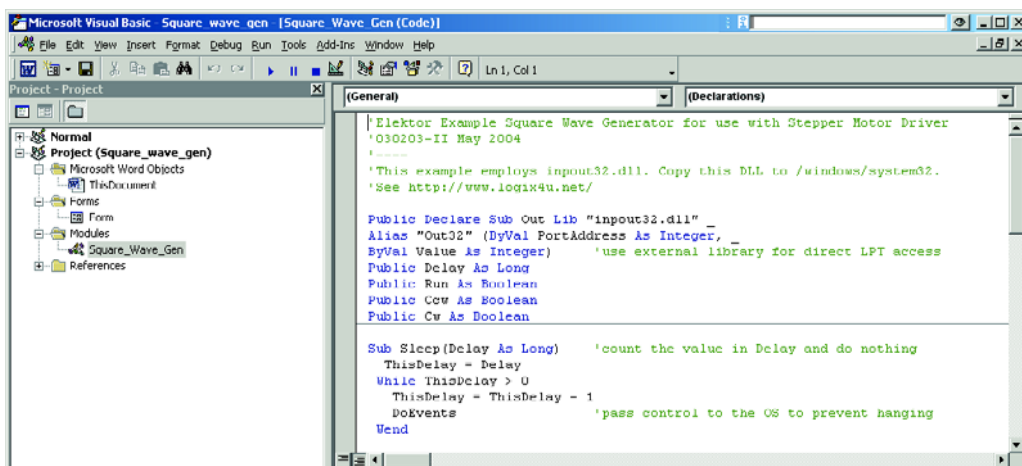 Microsoft Visual Basic - Square_wave_gen - [Square_Wave_Gen (Code)]
File Edit View Insert Format Debug Run Tools Add-Ins Window Help
Ln 1, Col 1
Project - Project
Normal
Project (Square_wave_gen)
Microsoft Word Objects
ThisDocument
Forms
Form
Modules
Square_Wave_Gen
References
(General)
(Declarations)
'Elektor Example Square Wave Generator for use with Stepper Motor Driver
'030203-II May 2004
'----
'This example employs inpout32.dll. Copy this DLL to /windows/system32.
'See http://www.logix4u.net/
Public Declare Sub Out Lib "inpout32.dll" _
Alias "Out32" (ByVal PortAddress As Integer, _
ByVal Value As Integer) 'use external library for direct LPT access
Public Delay As Long
Public Run As Boolean
Public Ccw As Boolean
Public Cw As Boolean
Sub Sleep(Delay As Long) 'count the value in Delay and do nothing
ThisDelay = Delay
While ThisDelay > 0
ThisDelay = ThisDelay - 1
DoEvents 'pass control to the OS to prevent hanging
Wend